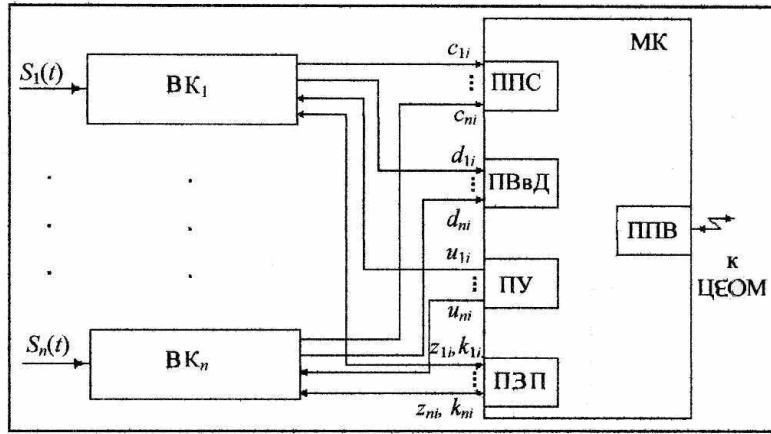 МК
c₁ᵢ
S₁(t)
ВК₁
ППС
cₙᵢ
d₁ᵢ
ПВвД
dₙᵢ
ППВ
u₁ᵢ
к
ЦЕОМ
ПУ
uₙᵢ
Sₙ(t)
ВКₙ
z₁ᵢ, k₁ᵢ
ПЗП
zₙᵢ, kₙᵢ